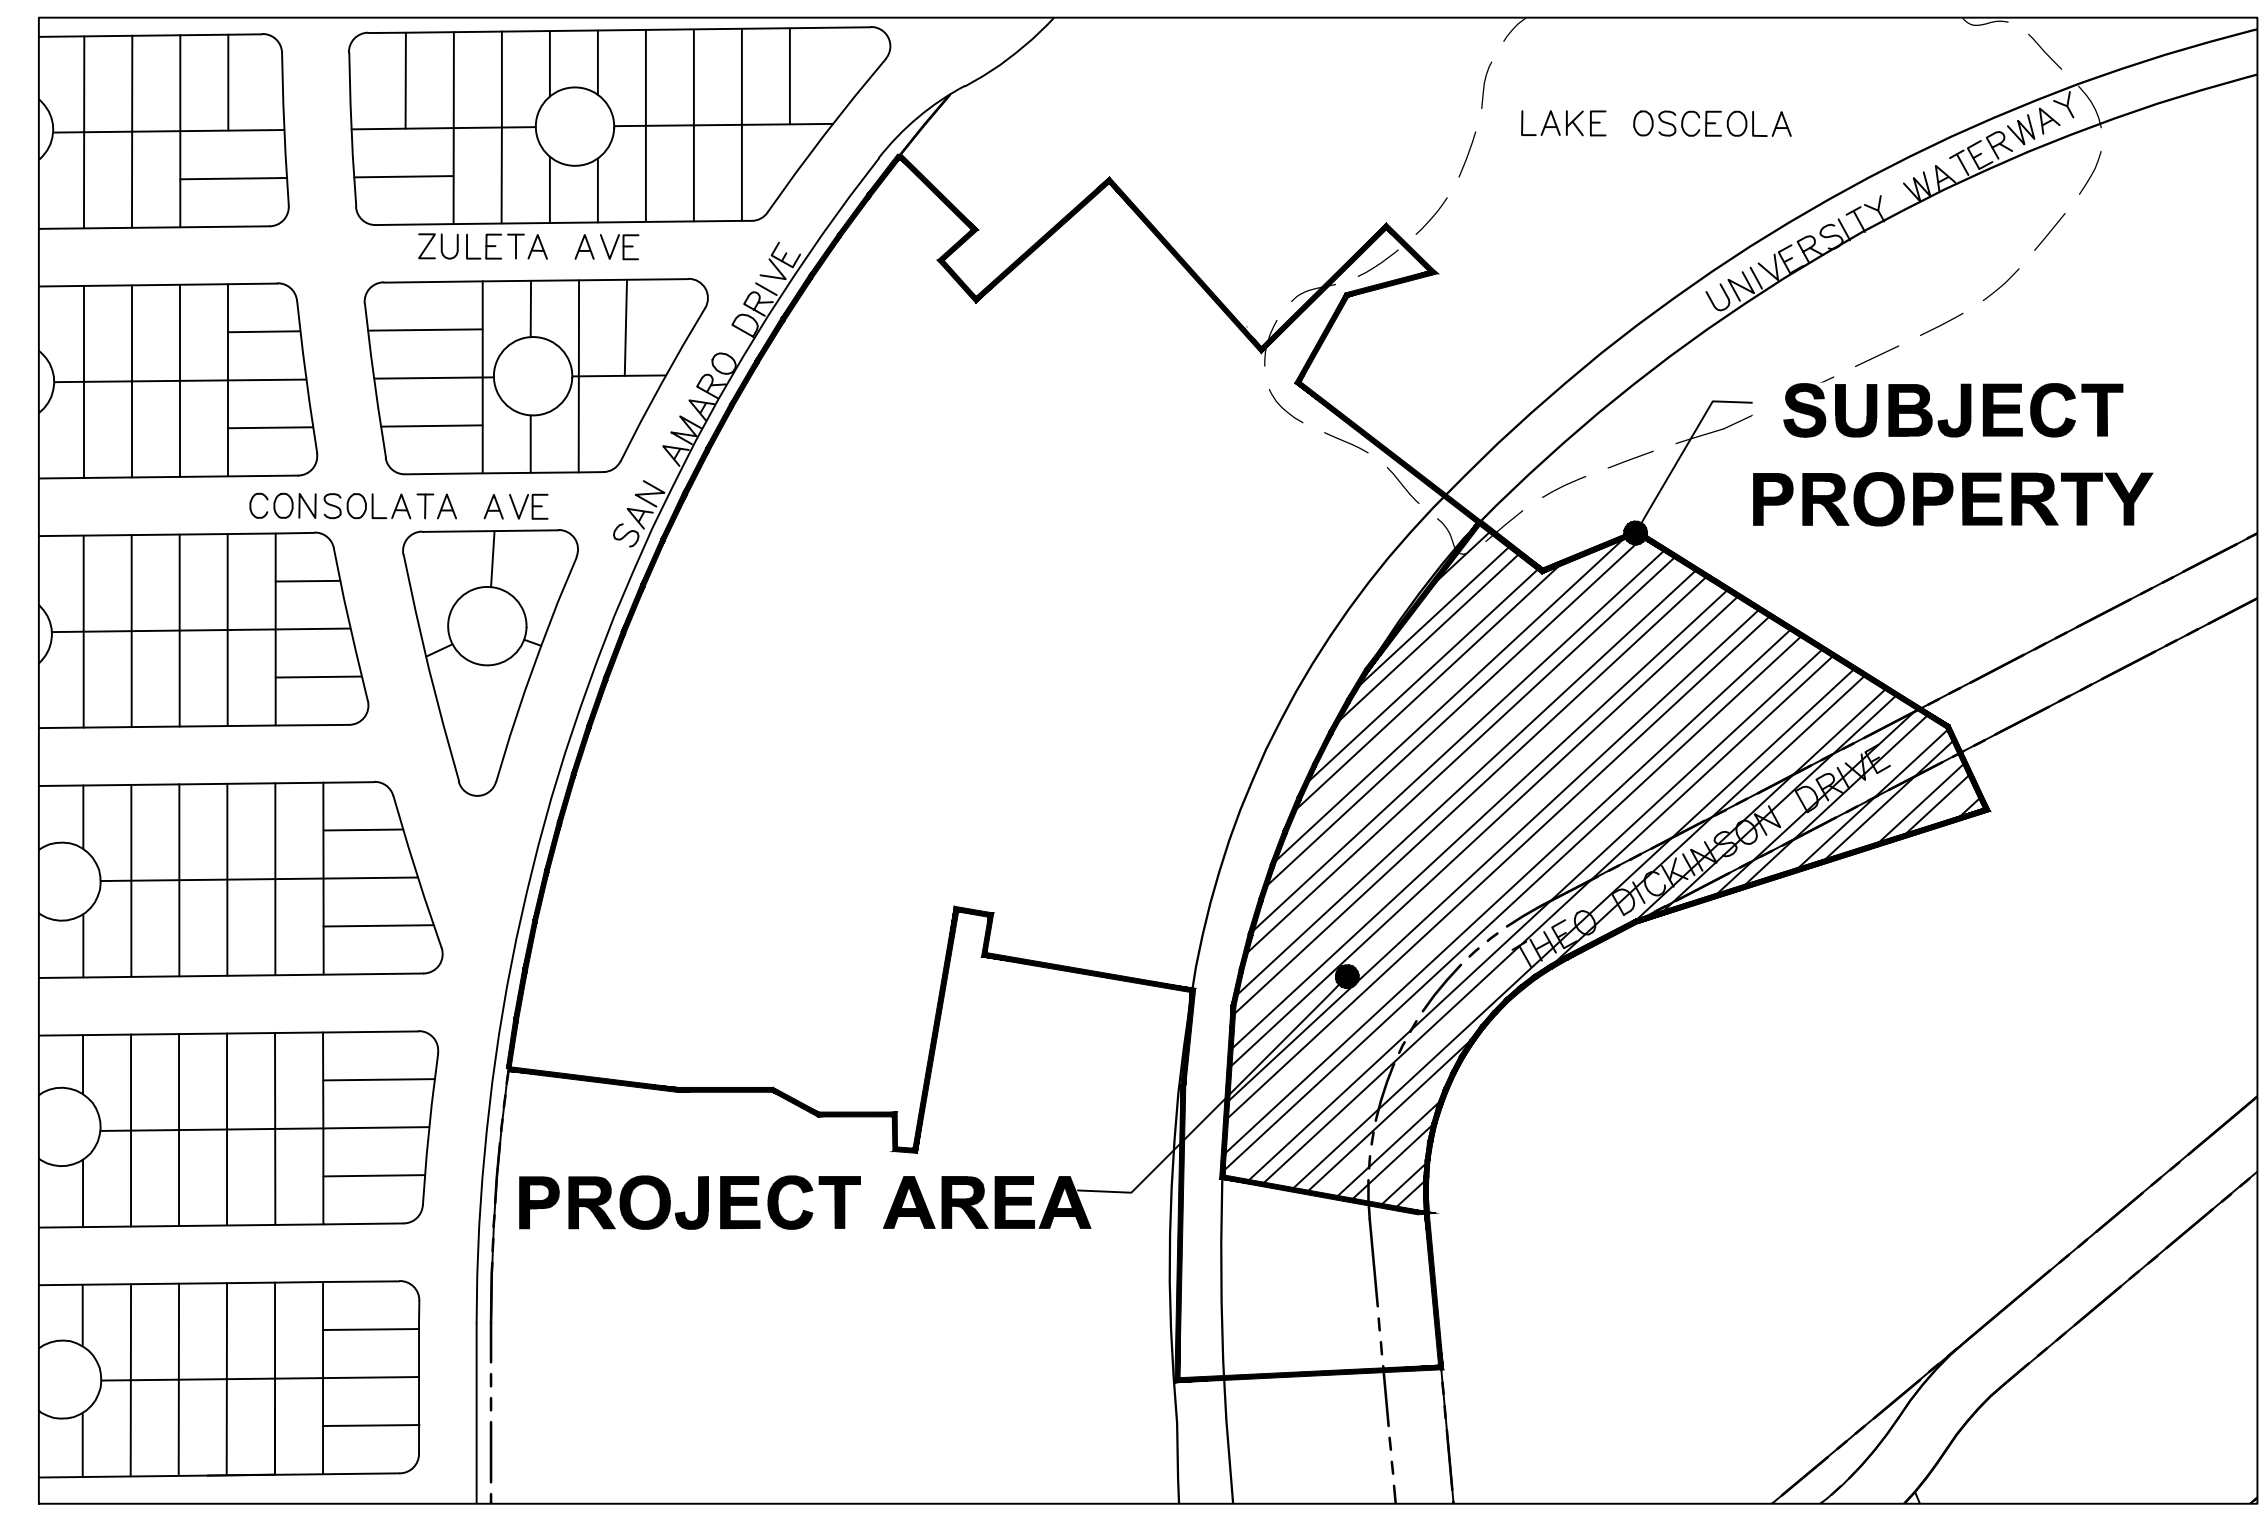 LAKE OSCEOLA
UNIVERSITY WATERWAY
ZULETA AVE
SAN AMARO DRIVE
SUBJECT
PROPERTY
CONSOLATA AVE
THEO DICKINSON DRIVE
PROJECT AREA